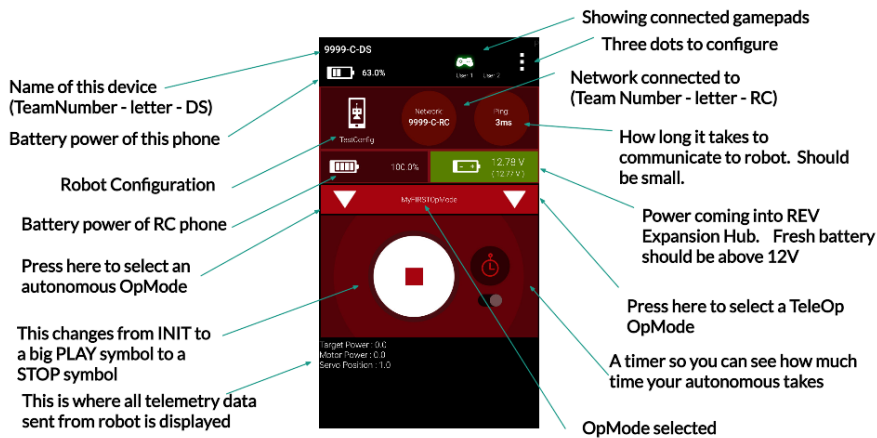 Showing connected gamepads
Three dots to configure
Network connected to
(Team Number - letter - RC)
How long it takes to
communicate to robot. Should
be small.
Power coming into REV
Expansion Hub. Fresh battery
should be above 12V
Press here to select a TeleOp
OpMode
A timer so you can see how much
time your autonomous takes
OpMode selected
Name of this device
(TeamNumber - letter - DS)
Battery power of this phone
Robot Configuration
Battery power of RC phone
Press here to select an
autonomous OpMode
This changes from INIT to
a big PLAY symbol to a
STOP symbol
This is where all telemetry data
sent from robot is displayed
9999-C-DS
63.0%
User 1 User 2
TestConfig
Network
9999-C-RC
Ping
3ms
100.0%
12.78 V
( 12.77 V )
MyFIRSTOpMode
Target Power : 0.0
Motor Power : 0.0
Servo Position : 1.0